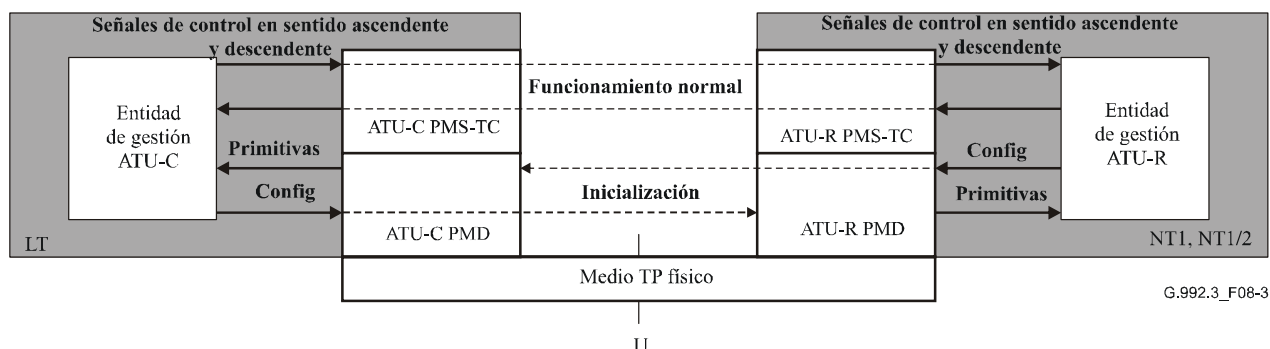 Señales de control en sentido ascendente
y descendente
Señales de control en sentido ascendente
y descendente
Entidad
de gestión
ATU-C
Funcionamiento normal
Entidad
de gestión
ATU-R
ATU-C PMS-TC
ATU-R PMS-TC
Primitivas
Config
Config
Inicialización
Primitivas
ATU-C PMD
ATU-R PMD
LT
NT1, NT1/2
Medio TP físico
G.992.3_F08-3
U